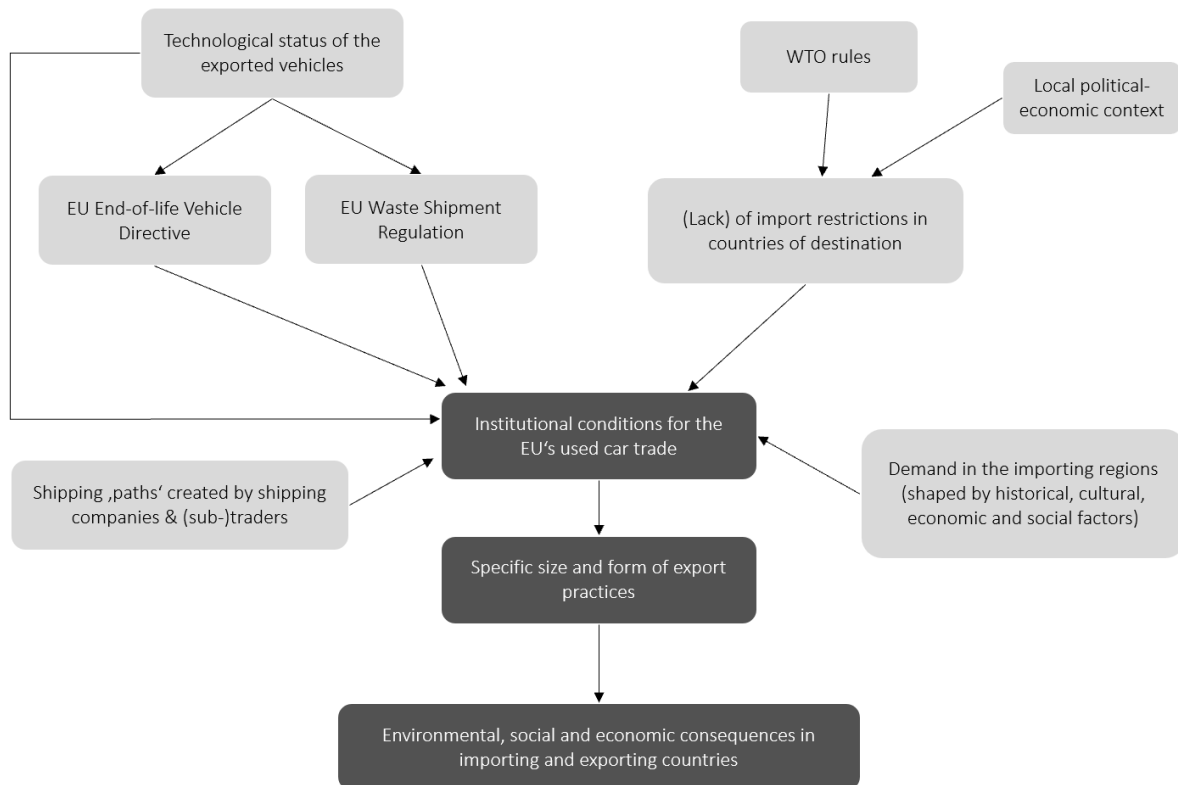 Technological status of the
exported vehicles
WTO rules
Local political-
economic context
EU End-of-life Vehicle
Directive
EU Waste Shipment
Regulation
(Lack) of import restrictions in
countries of destination
Institutional conditions for the
EU‘s used car trade
Shipping ‚paths‘ created by shipping
companies & (sub-)traders
Demand in the importing regions
(shaped by historical, cultural,
economic and social factors)
Specific size and form of export
practices
Environmental, social and economic consequences in
importing and exporting countries